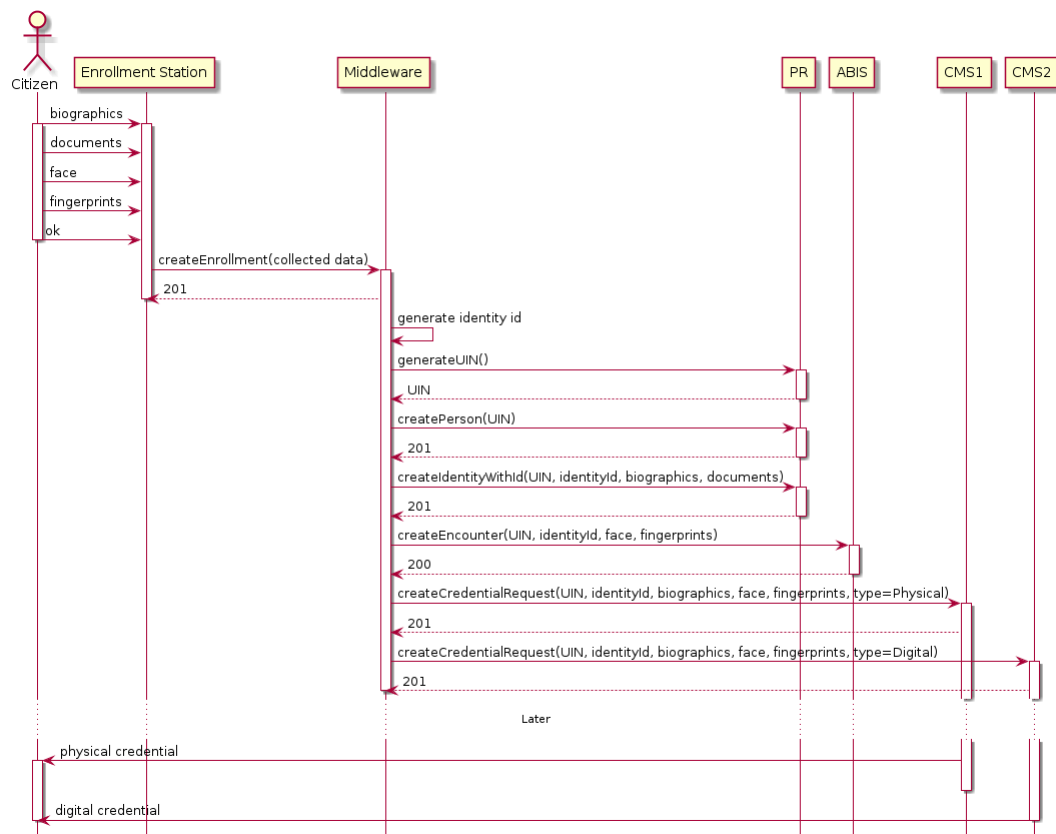 Citizen
Enrollment Station
Middleware
PR
ABIS
CMS1
CMS2
biographics
documents
face
fingerprints
ok
createEnrollment(collected data)
201
generate identity id
generateUIN()
UIN
createPerson(UIN)
201
createIdentityWithId(UIN, identityId, biographics, documents)
201
createEncounter(UIN, identityId, face, fingerprints)
200
createCredentialRequest(UIN, identityId, biographics, face, fingerprints, type=Physical)
201
createCredentialRequest(UIN, identityId, biographics, face, fingerprints, type=Digital)
201
Later
physical credential
digital credential